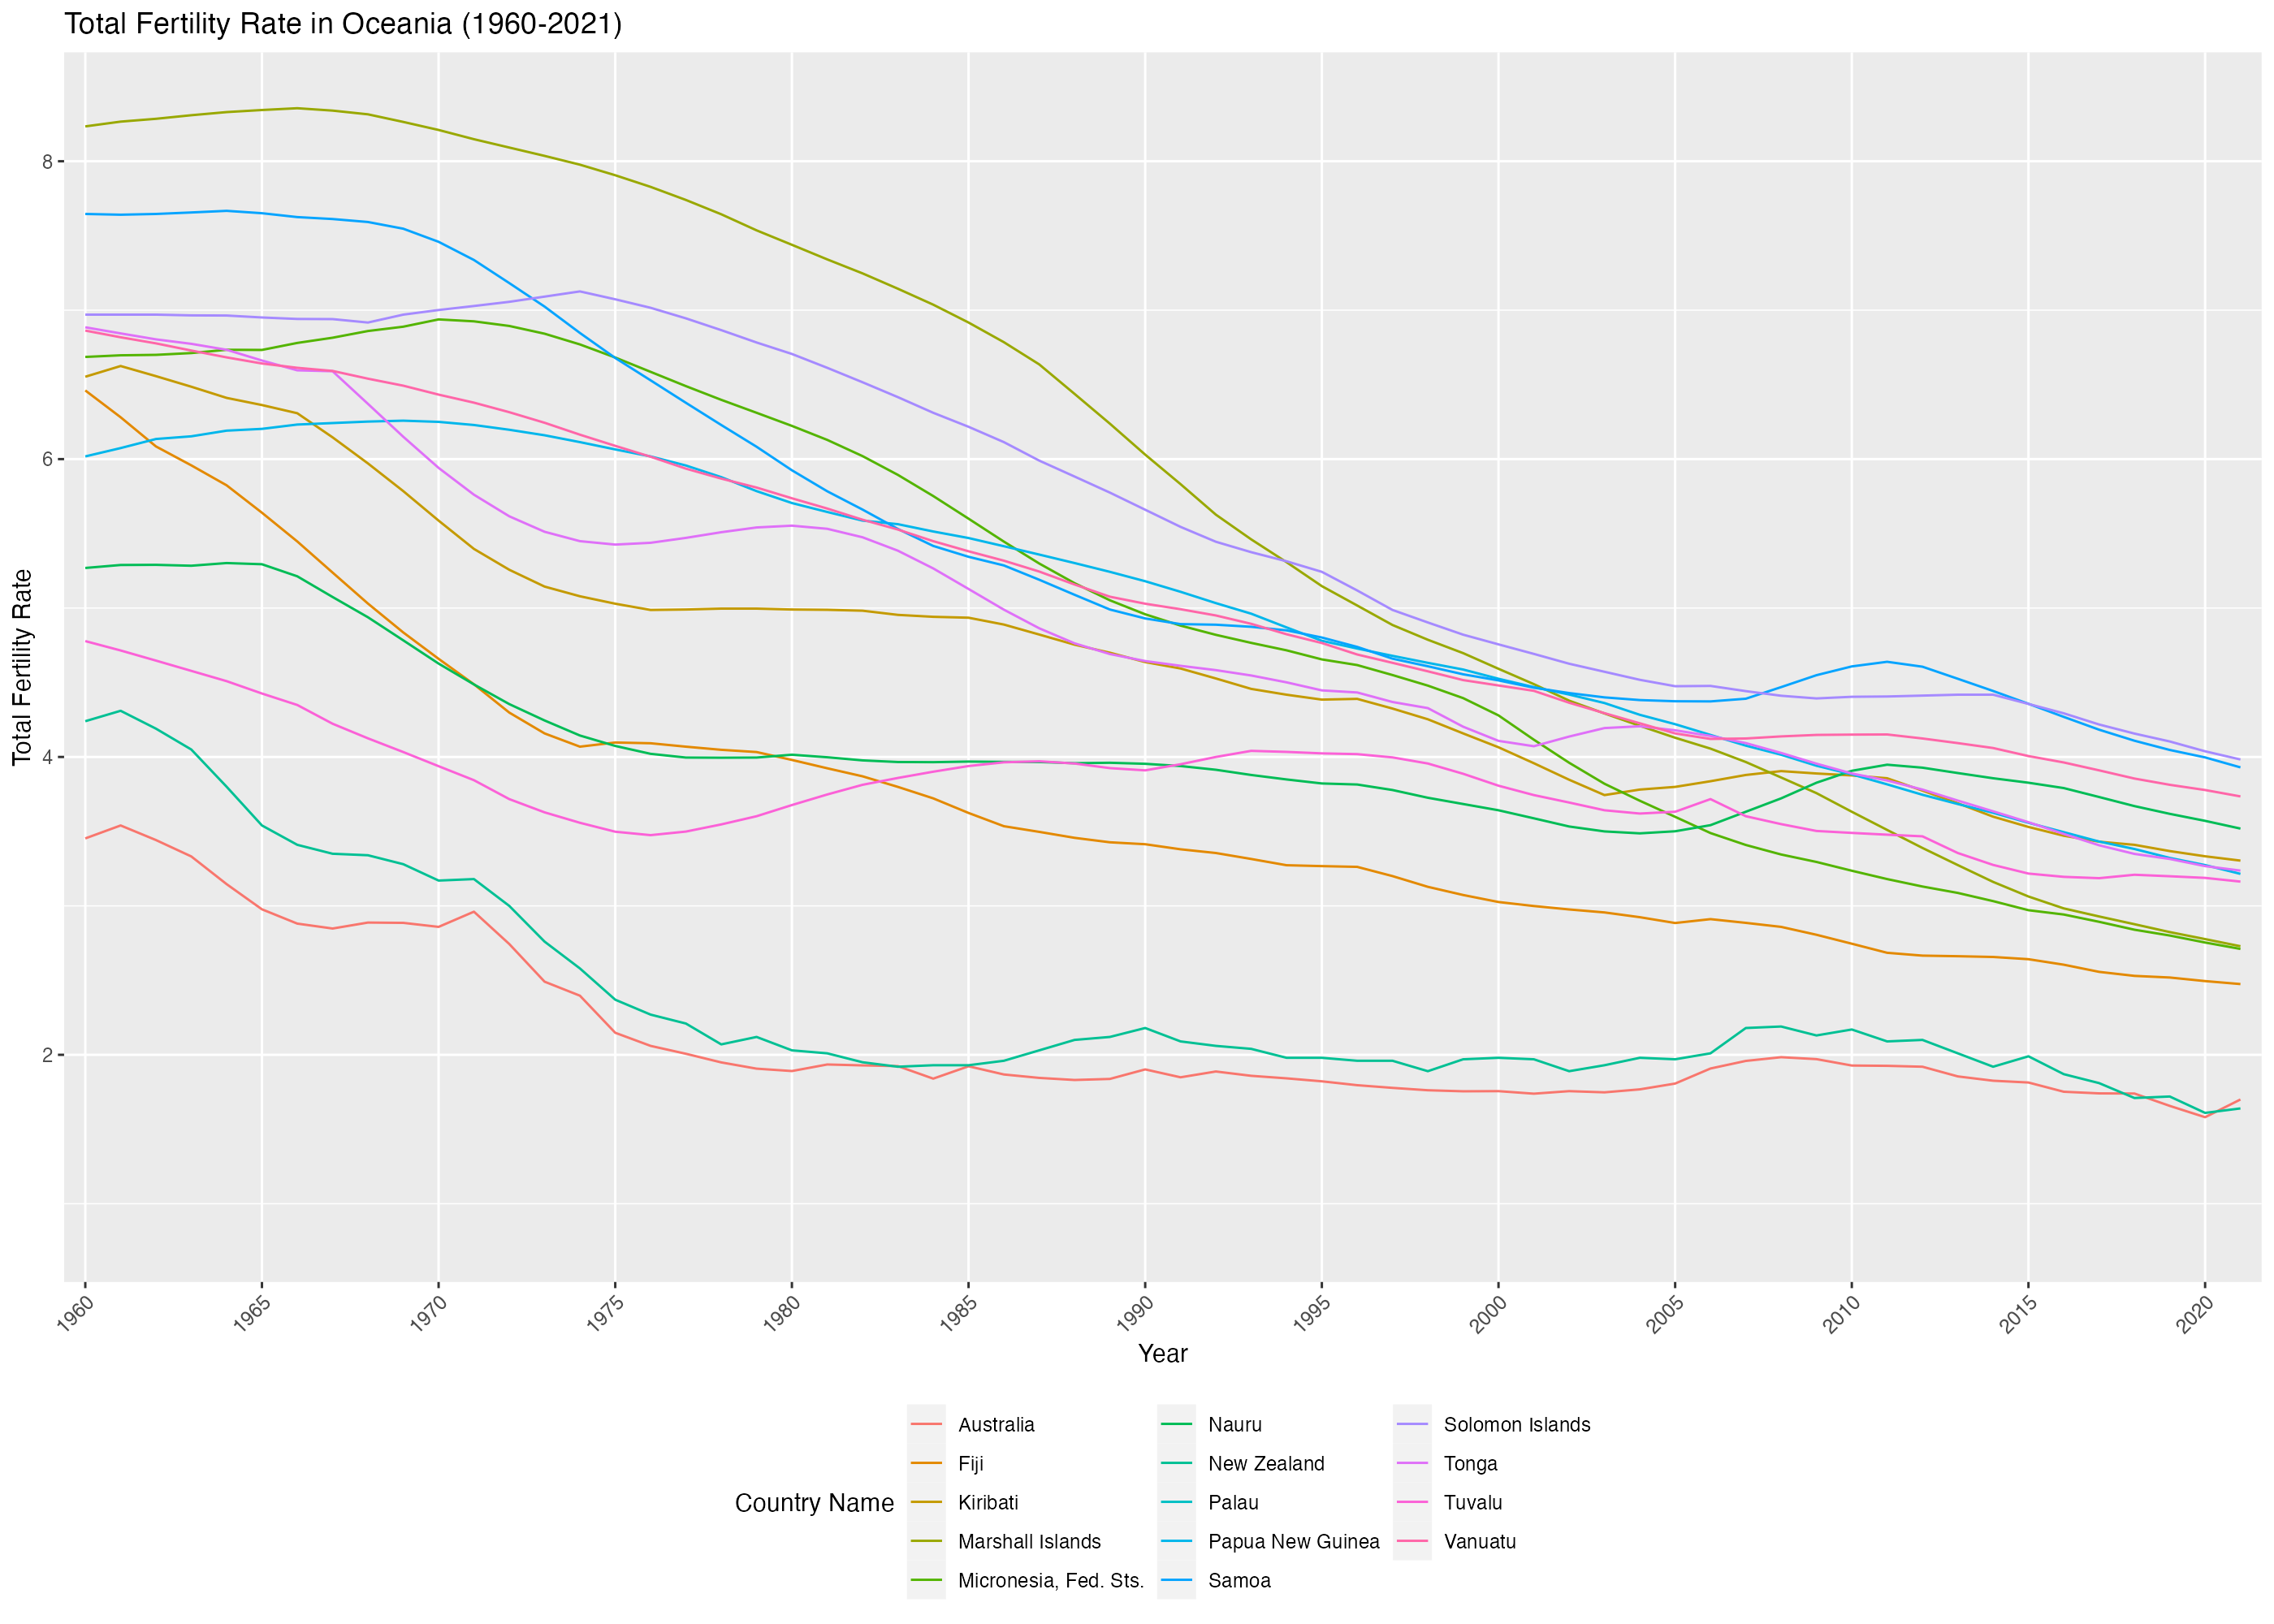 Total Fertility Rate in Oceania (1960-2021)
Total Fertility Rate
8
6
4
2
1960 1965 1970 1975 1980 1985 1990 1995 2000 2005 2010 2015 2020
Year
Country Name
Australia
Fiji
Kiribati
Marshall Islands
Micronesia, Fed. Sts.
Nauru
New Zealand
Palau
Papua New Guinea
Samoa
Solomon Islands
Tonga
Tuvalu
Vanuatu